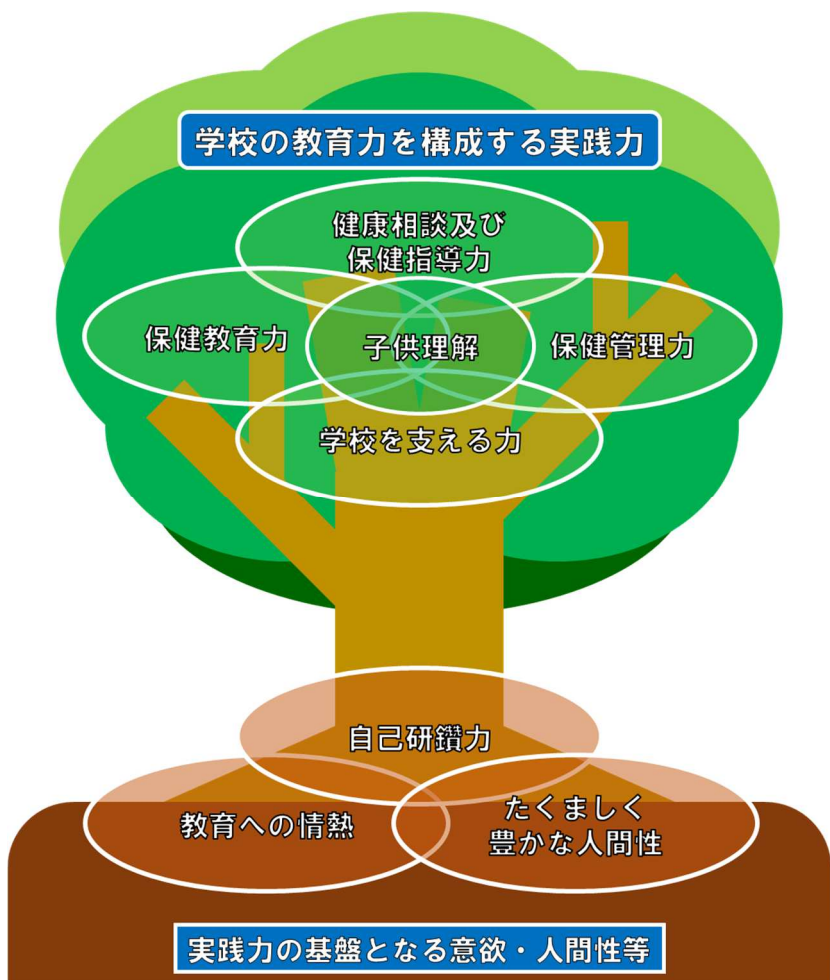 学校の教育力を構成する実践力
健康相談及び
保健指導力
保健教育力
子供理解
保健管理力
学校を支える力
自己研鑽力
教育への情熱
たくましく
豊かな人間性
実践力の基盤となる意欲・人間性等